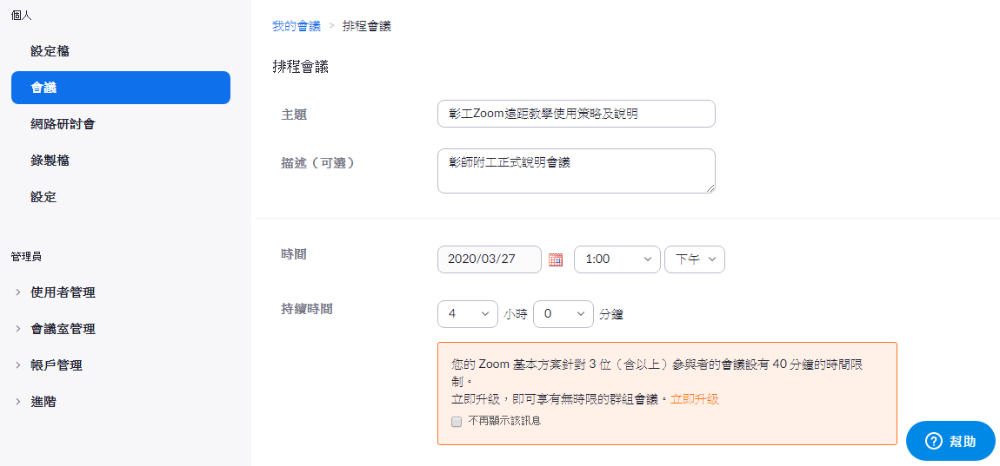 個人
設定檔
會議
網路研討會
錄製檔
設定
管理員
使用者管理
會議室管理
帳戶管理
進階
我的會議 > 排程會議
排程會議
主題
彰工Zoom遠距教學使用策略及說明
描述（可選）
彰師附工正式說明會議
時間
2020/03/27 1:00 下午
持續時間
4 小時 0 分鐘
您的 Zoom 基本方案針對 3 位（含以上）參與者的會議設有 40 分鐘的時間限
制。
立即升級，即可享有無時限的群組會議。立即升級
不再顯示該訊息
幫助